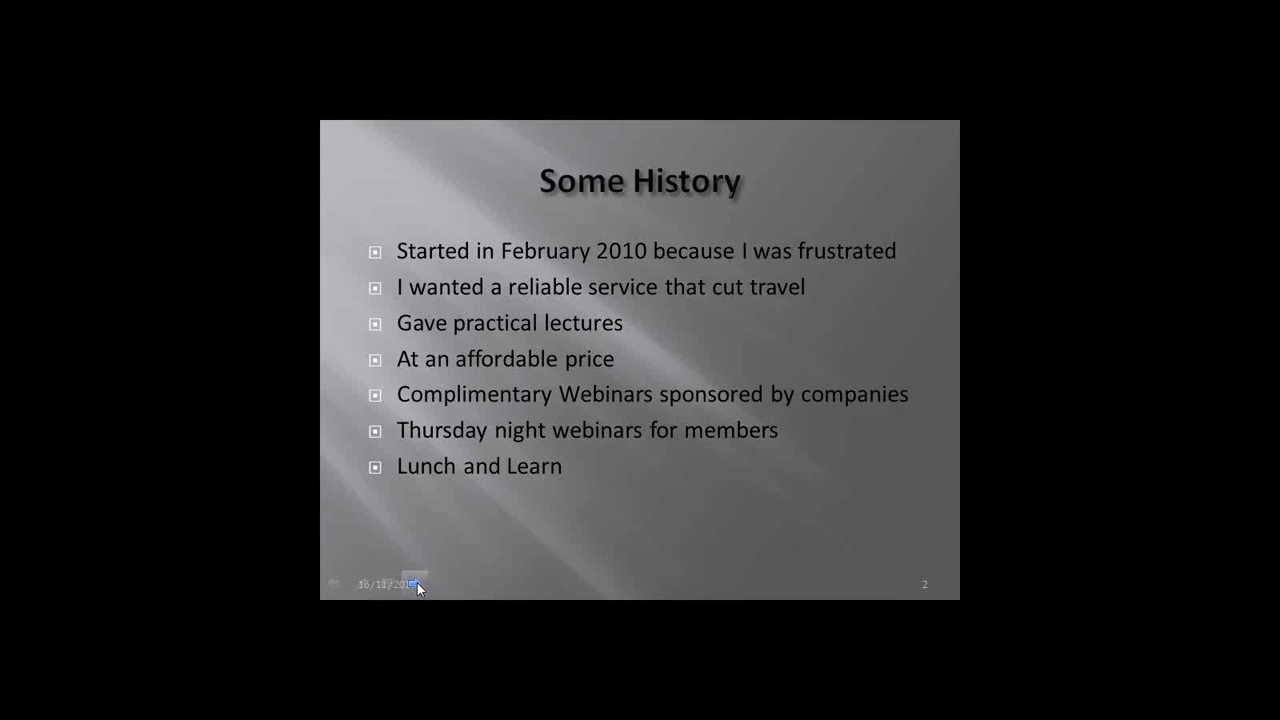 Some History
Started in February 2010 because I was frustrated
I wanted a reliable service that cut travel
Gave practical lectures
At an affordable price
Complimentary Webinars sponsored by companies
Thursday night webinars for members
Lunch and Learn
2